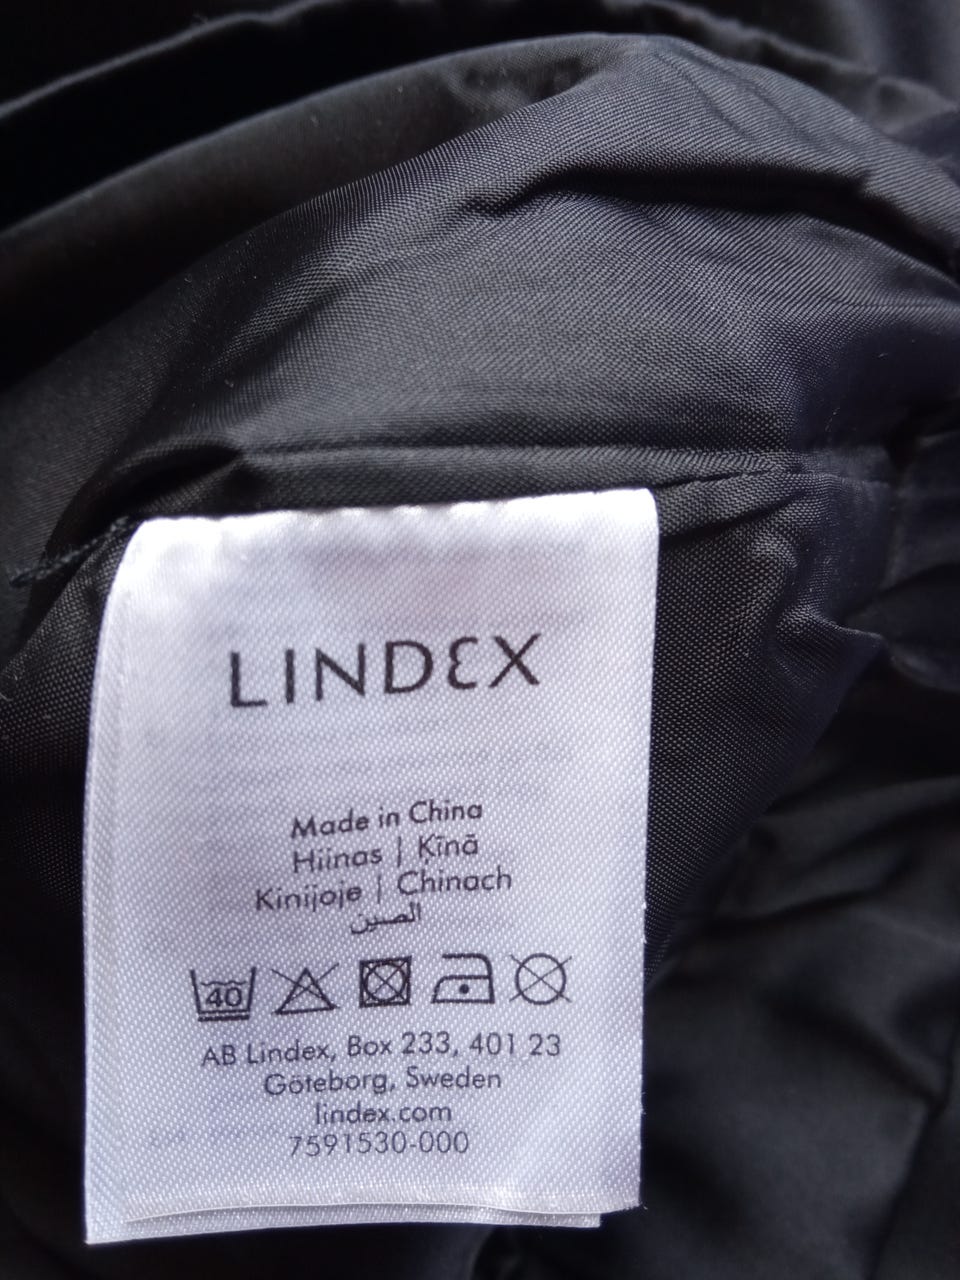 LINDEX
Made in China
Hiinas | Ķīnā
Kinijoje | Chinach
الصين
40
AB Lindex, Box 233, 401 23
Göteborg, Sweden
lindex.com
7591530-000